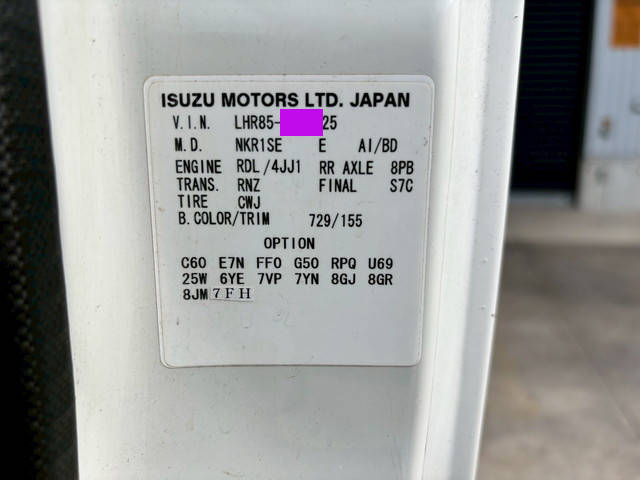 ISUZU MOTORS LTD. JAPAN
V.I.N. LHR85- 25
M.D. NKR1SE E AI/BD
ENGINE RDL/4JJ1 RR AXLE 8PB
TRANS. RNZ FINAL S7C
TIRE CWJ
B.COLOR/TRIM 729/155
OPTION
C60 E7N FF0 G50 RPQ U69
25W 6YE 7VP 7YN 8GJ 8GR
8JM 7FH